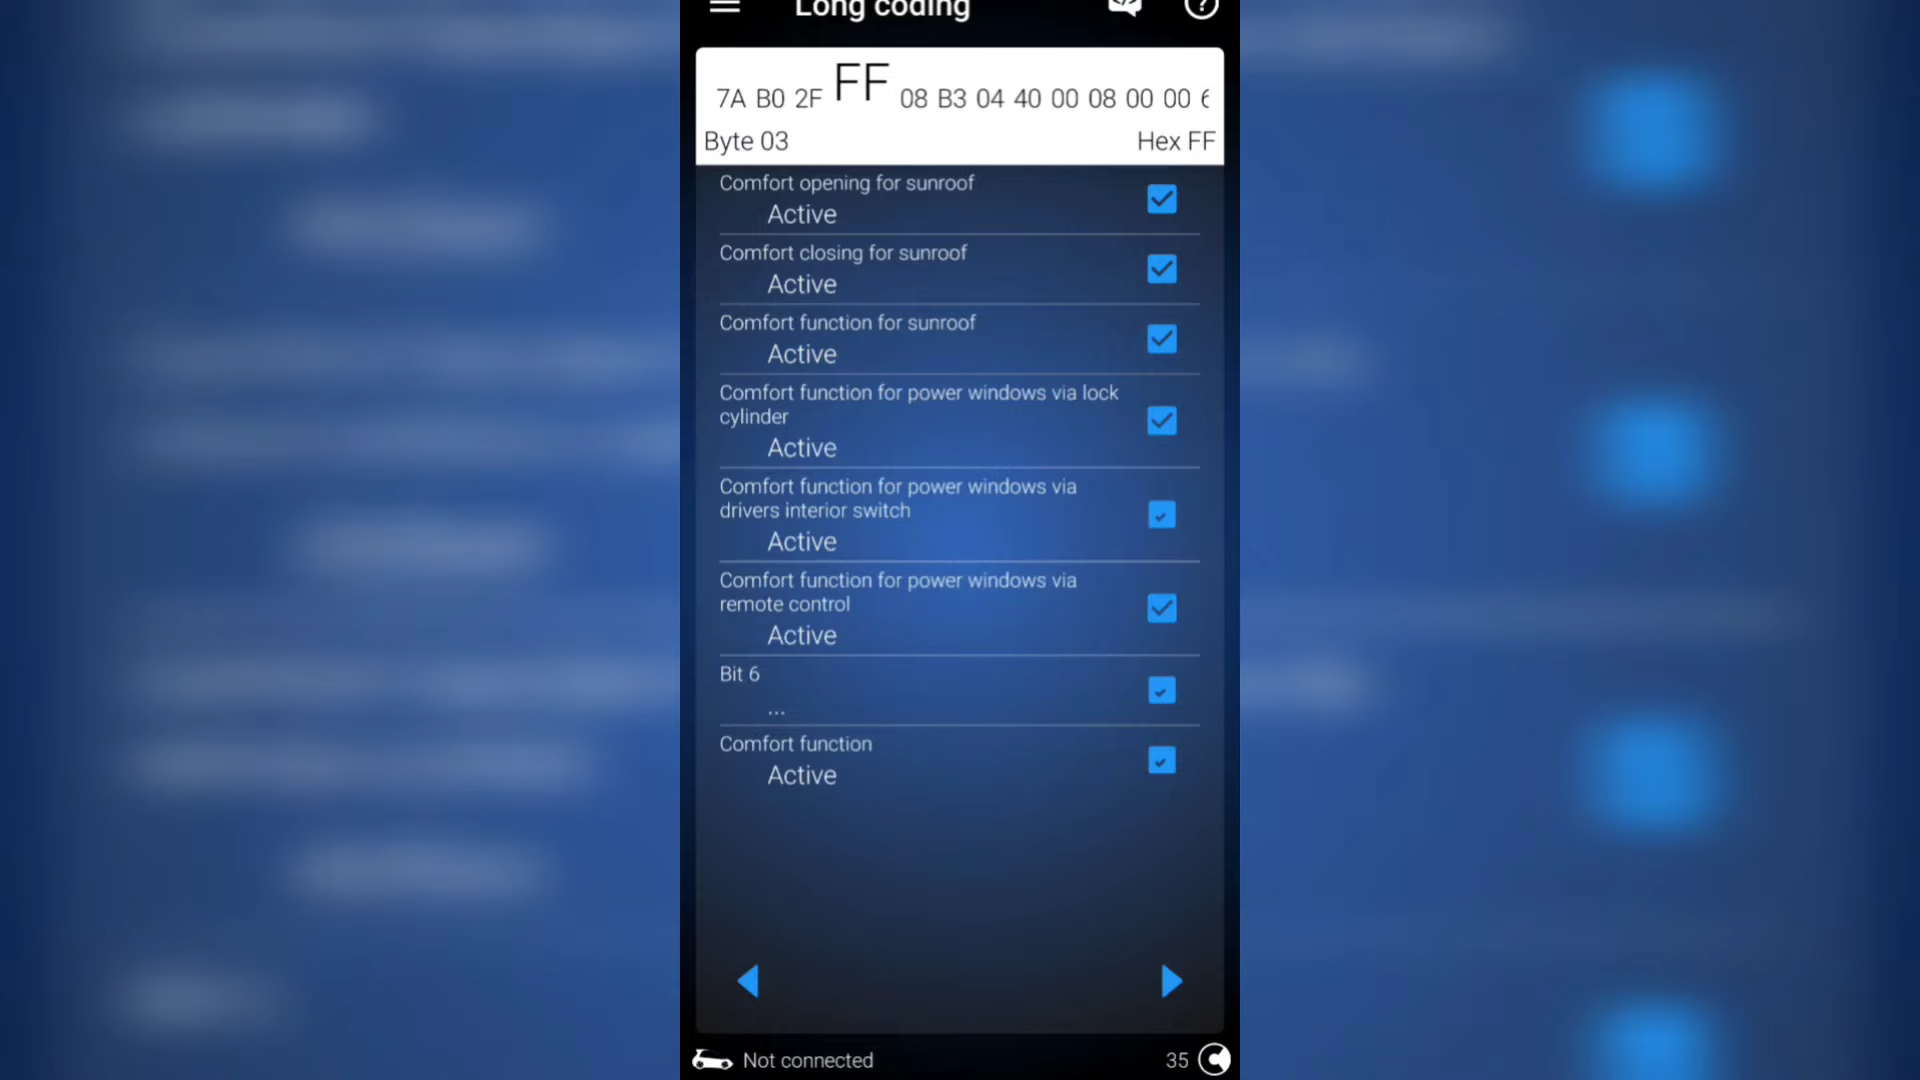 Long coding
7A B0 2F FF 08 B3 04 40 00 08 00 00
Byte 03 Hex FF
Comfort opening for sunroof
Active
Comfort closing for sunroof
Active
Comfort function for sunroof
Active
Comfort function for power windows via lock
cylinder
Active
Comfort function for power windows via
drivers interior switch
Active
Comfort function for power windows via
remote control
Active
Bit 6
...
Comfort function
Active
Not connected 35